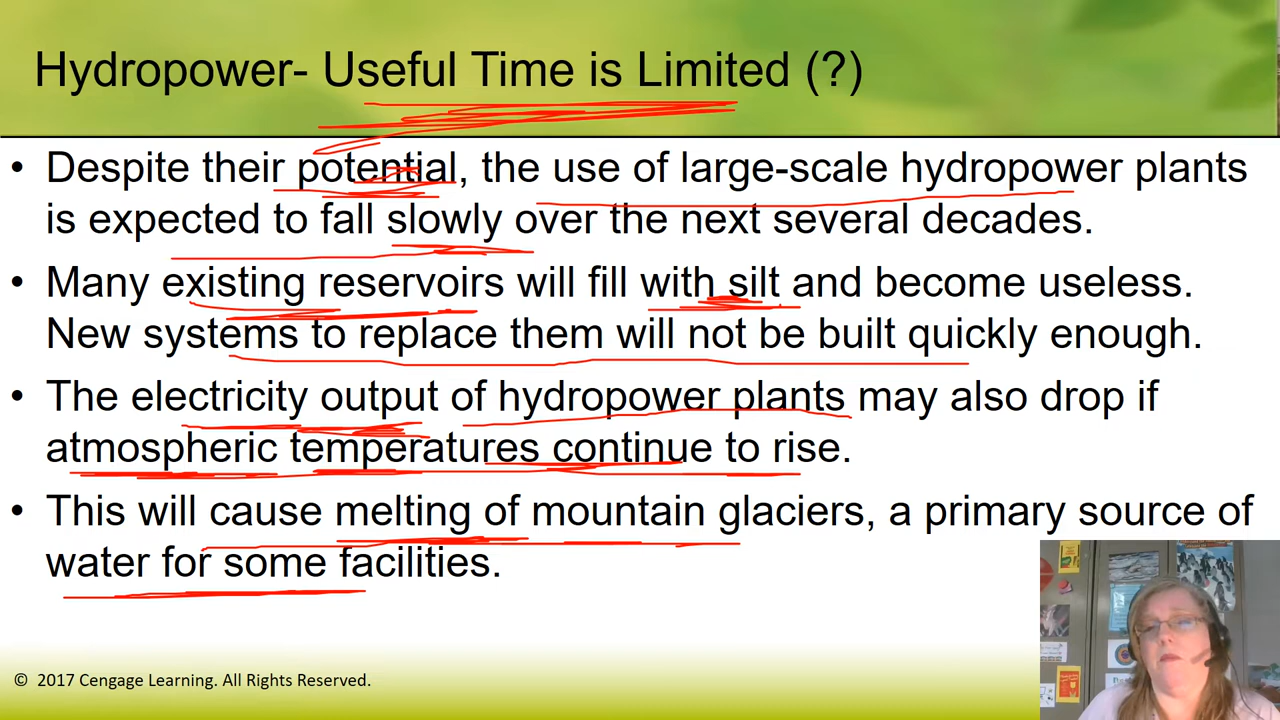 Hydropower- Useful Time is Limited (?)
• Despite their potential, the use of large-scale hydropower plants
is expected to fall slowly over the next several decades.
• Many existing reservoirs will fill with silt and become useless.
New systems to replace them will not be built quickly enough.
• The electricity output of hydropower plants may also drop if
atmospheric temperatures continue to rise.
• This will cause melting of mountain glaciers, a primary source of
water for some facilities.
© 2017 Cengage Learning. All Rights Reserved.